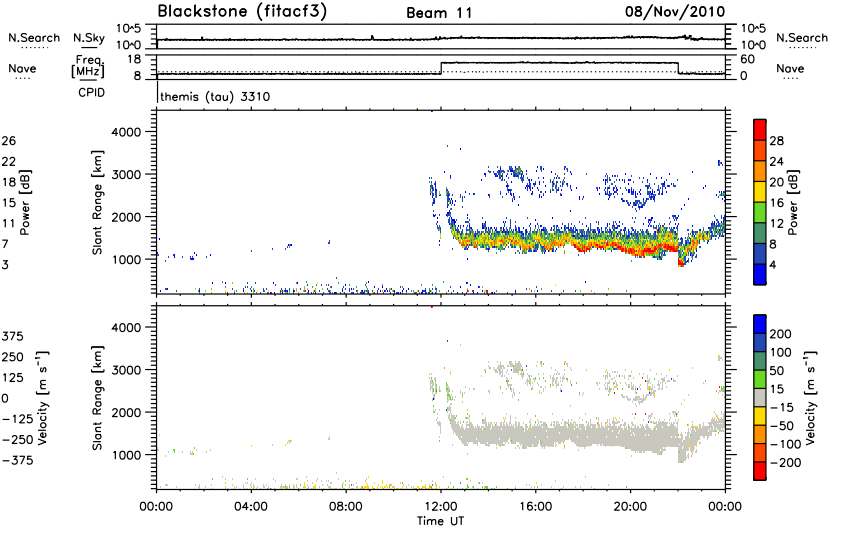 Blackstone (fitacf3) Beam 11 08/Nov/2010
N.Search N.Sky 10^5 10^0 10^5 10^0 N.Search
Nave Freq. [MHz] 18 8 60 0 Nave
CPID themis (tau) 3310
26 22 18 15 11 7 3
Power [dB]
Slant Range [km]
4000 3000 2000 1000
28 24 20 16 12 8 4
Power [dB]
375 250 125 0 −125 −250 −375
Velocity [m s⁻¹]
Slant Range [km]
4000 3000 2000 1000
200 100 50 15 −15 −50 −100 −200
Velocity [m s⁻¹]
00:00 04:00 08:00 12:00 16:00 20:00 00:00
Time UT